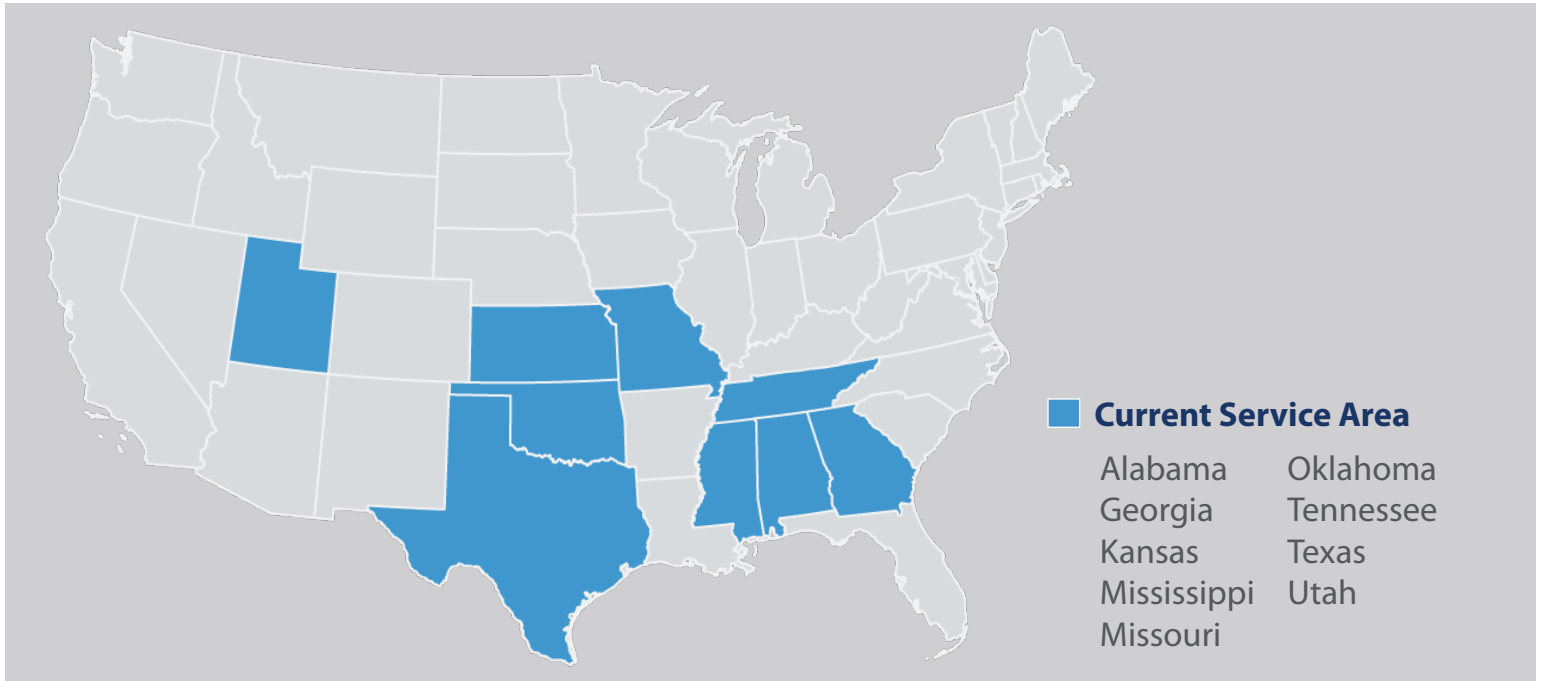 Current Service Area
Alabama
Georgia
Kansas
Mississippi
Missouri
Oklahoma
Tennessee
Texas
Utah